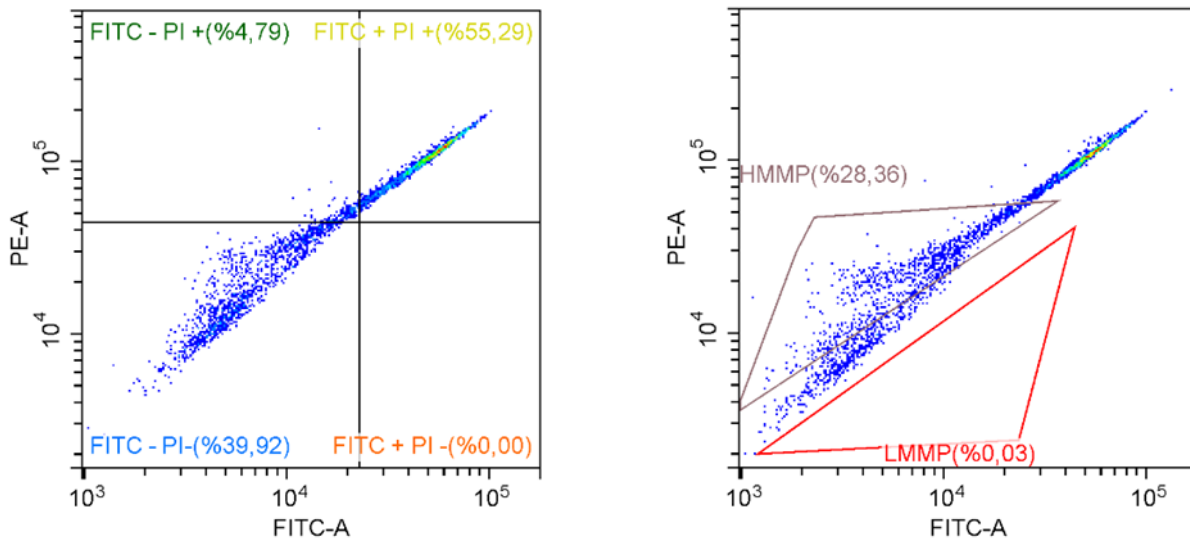 FITC - PI +(%4,79)
FITC + PI +(%55,29)
10^5
10^4
PE-A
FITC - PI-(%39,92)
FITC + PI -(%0,00)
10^3
10^4
10^5
FITC-A
10^5
HMMP(%28,36)
PE-A
10^4
LMMP(%0,03)
10^3
10^4
10^5
FITC-A